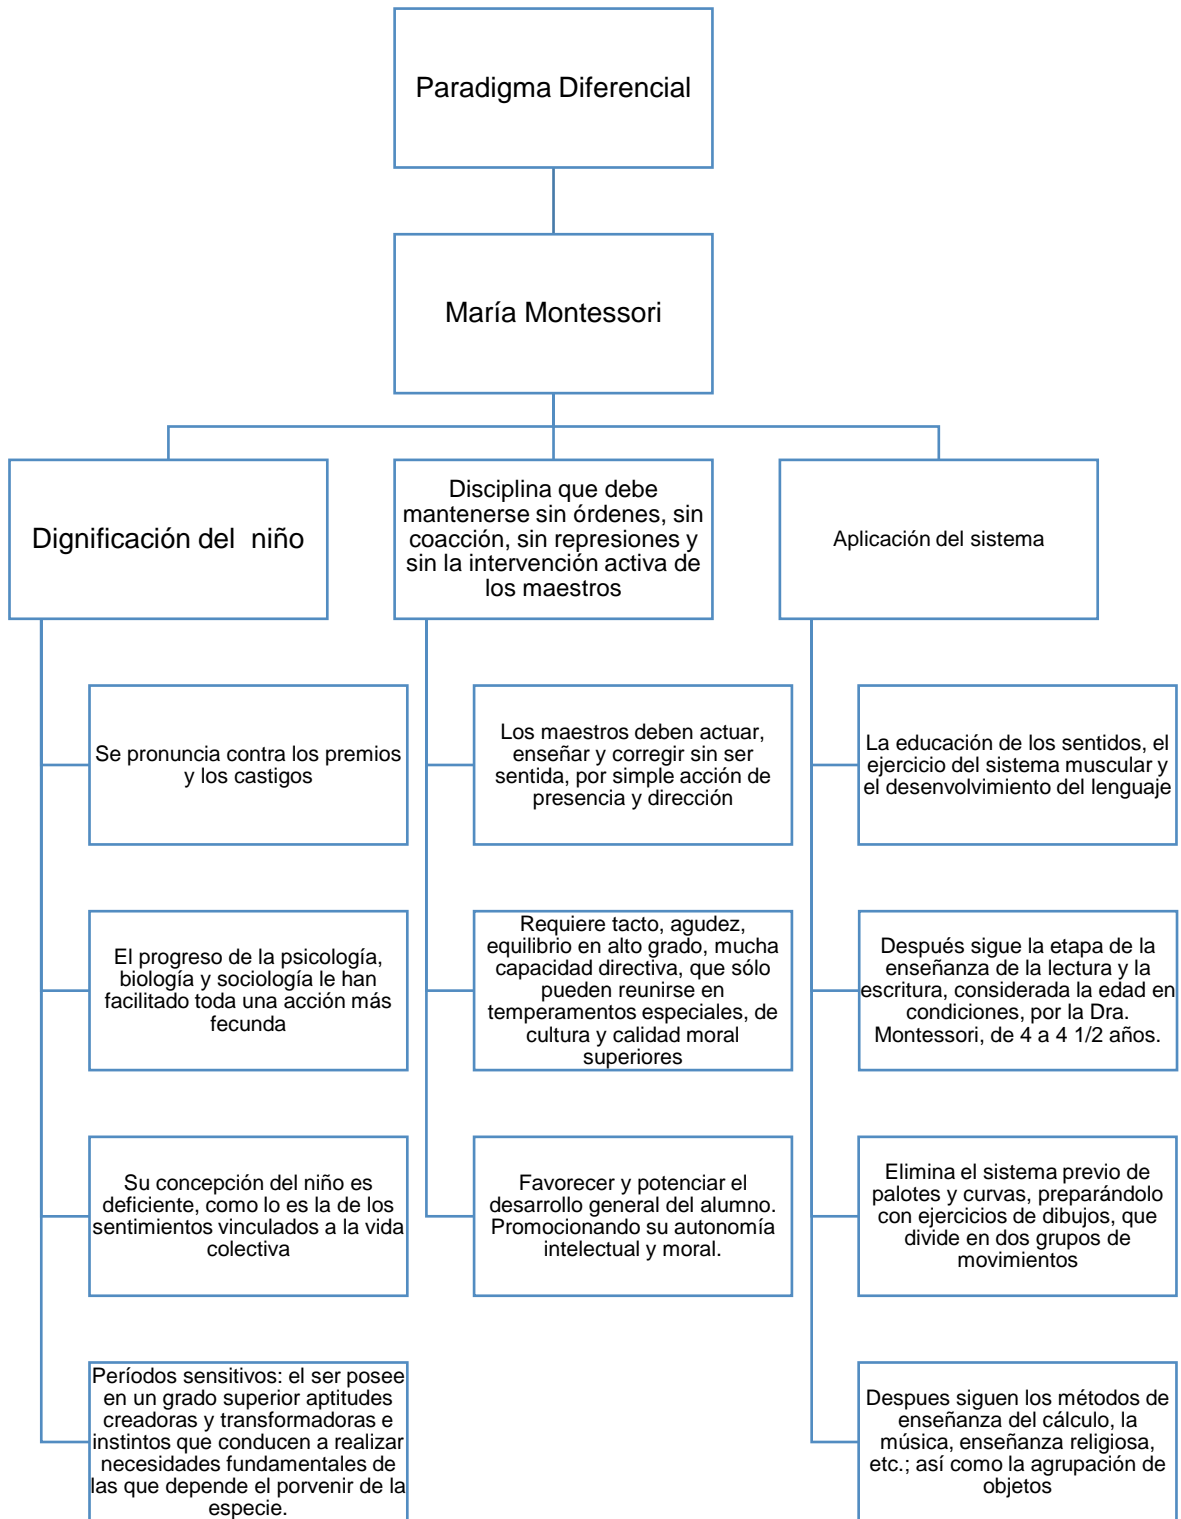 Paradigma Diferencial
María Montessori
Dignificación del niño
Se pronuncia contra los premios
y los castigos
El progreso de la psicología,
biología y sociología le han
facilitado toda una acción más
fecunda
Su concepción del niño es
deficiente, como lo es la de los
sentimientos vinculados a la vida
colectiva
Períodos sensitivos: el ser posee
en un grado superior aptitudes
creadoras y transformadoras e
instintos que conducen a realizar
necesidades fundamentales de
las que depende el porvenir de la
especie.
Disciplina que debe
mantenerse sin órdenes, sin
coacción, sin represiones y
sin la intervención activa de
los maestros
Los maestros deben actuar,
enseñar y corregir sin ser
sentida, por simple acción de
presencia y dirección
Requiere tacto, agudez,
equilibrio en alto grado, mucha
capacidad directiva, que sólo
pueden reunirse en
temperamentos especiales, de
cultura y calidad moral
superiores
Favorecer y potenciar el
desarrollo general del alumno.
Promocionando su autonomía
intelectual y moral.
Aplicación del sistema
La educación de los sentidos, el
ejercicio del sistema muscular y
el desenvolvimiento del lenguaje
Después sigue la etapa de la
enseñanza de la lectura y la
escritura, considerada la edad en
condiciones, por la Dra.
Montessori, de 4 a 4 1/2 años.
Elimina el sistema previo de
palotes y curvas, preparándolo
con ejercicios de dibujos, que
divide en dos grupos de
movimientos
Despues siguen los métodos de
enseñanza del cálculo, la
música, enseñanza religiosa,
etc.; así como la agrupación de
objetos